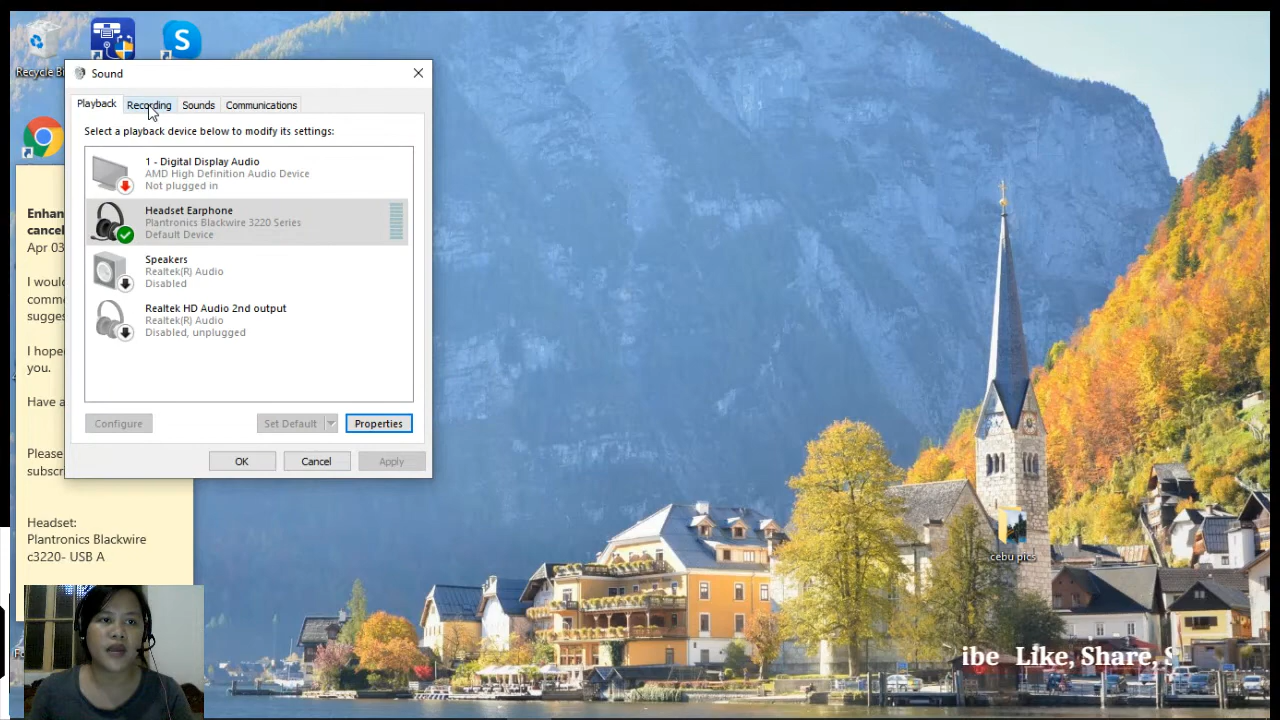 Recycle Bi
S
Sound
Playback
Recording
Sounds
Communications
Select a playback device below to modify its settings:
1 - Digital Display Audio
AMD High Definition Audio Device
Not plugged in
Headset Earphone
Plantronics Blackwire 3220 Series
Default Device
Speakers
Realtek(R) Audio
Disabled
Realtek HD Audio 2nd output
Realtek(R) Audio
Disabled, unplugged
Configure
Set Default
Properties
OK
Cancel
Apply
Enhan
cancel
Apr 03
I woul
comme
sugges
I hope
you.
Have a
Please
subscr
Headset:
Plantronics Blackwire
c3220- USB A
cebu pics
ibe Like, Share, S